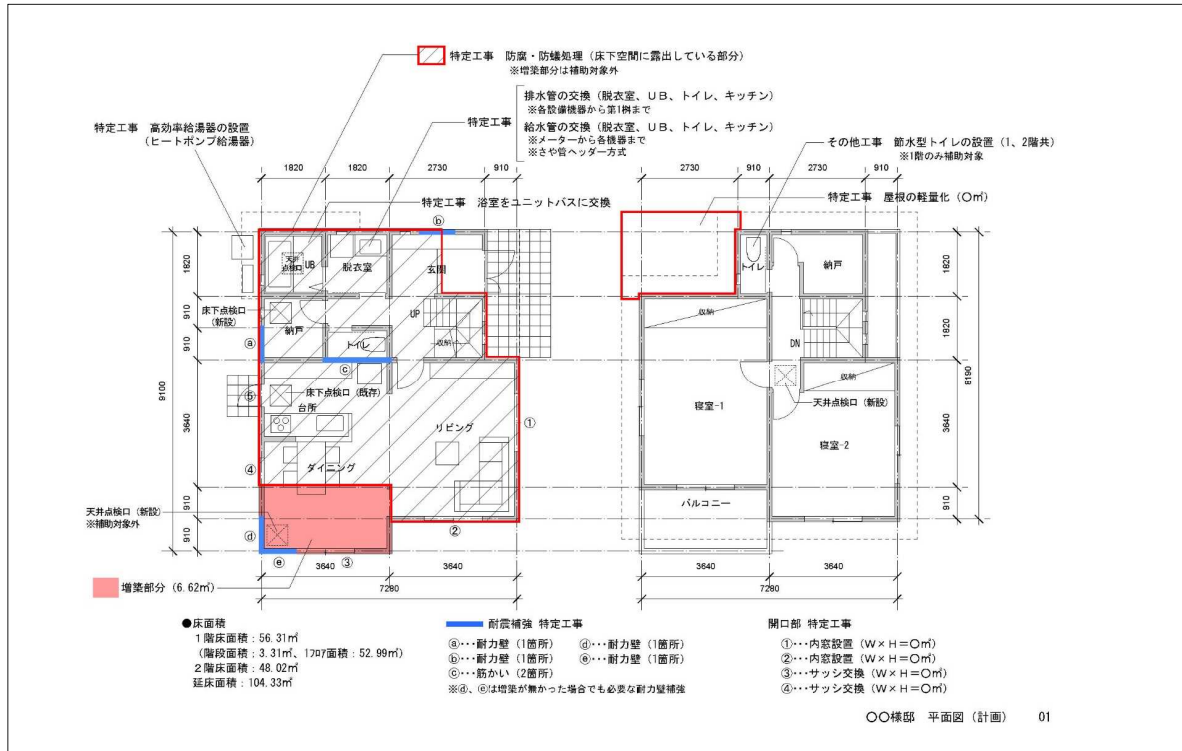 特定工事 防腐・防蟻処理（床下空間に露出している部分）
※増築部分は補助対象外
特定工事 高効率給湯器の設置
（ヒートポンプ給湯器）
特定工事
排水管の交換（脱衣室、ＵＢ、トイレ、キッチン）
※各設備機器から第1桝まで
給水管の交換（脱衣室、ＵＢ、トイレ、キッチン）
※メーターから各機器まで
※さや管ヘッダー方式
その他工事 節水型トイレの設置（1、2階共）
※1階のみ補助対象
1820 1820 2730 910
2730 910 910
特定工事 浴室をユニットバスに交換
特定工事 屋根の軽量化（〇㎡）
ⓑ
天井
点検口
UB
脱衣室
玄関
トイレ
納戸
1820
910
910
3640
910
910
9100
床下点検口
（新設）
納戸
UP
収納
トイレ
ⓐ
ⓒ
⑤
床下点検口（既存）
台所
リビング
①
④
ダイニング
②
天井点検口（新設）
※補助対象外
ⓓ
ⓔ
③
収納
DN
収納
天井点検口（新設）
寝室-1
寝室-2
バルコニー
1820
1820
3640
910
8190
3640 3640
7280
3640 3640
7280
増築部分（6.62㎡）
●床面積
1階床面積：56.31㎡
（階段面積：3.31㎡、1フロア面積：52.99㎡）
2階床面積：48.02㎡
延床面積：104.33㎡
耐震補強 特定工事
ⓐ･･･耐力壁（1箇所） ⓓ･･･耐力壁（1箇所）
ⓑ･･･耐力壁（1箇所） ⓔ･･･耐力壁（1箇所）
ⓒ･･･筋かい（2箇所）
※ⓓ、ⓔは増築が無かった場合でも必要な耐力壁補強
開口部 特定工事
①･･･内窓設置（W×H＝〇㎡）
②･･･内窓設置（W×H＝〇㎡）
③･･･サッシ交換（W×H＝〇㎡）
④･･･サッシ交換（W×H＝〇㎡）
〇〇様邸 平面図（計画） 01